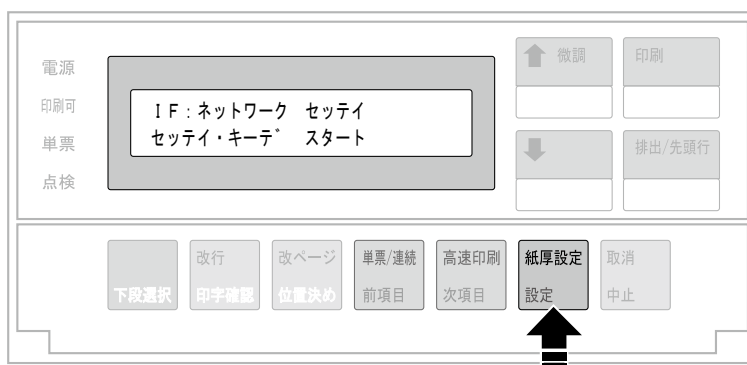 電源
印刷可
単票
点検
IF:ネットワーク セッテイ
セッテイ・キーデ゛ スタート
微調
印刷
排出/先頭行
下段選択
改行
印字確認
改ページ
位置決め
単票/連続
前項目
高速印刷
次項目
紙厚設定
設定
取消
中止